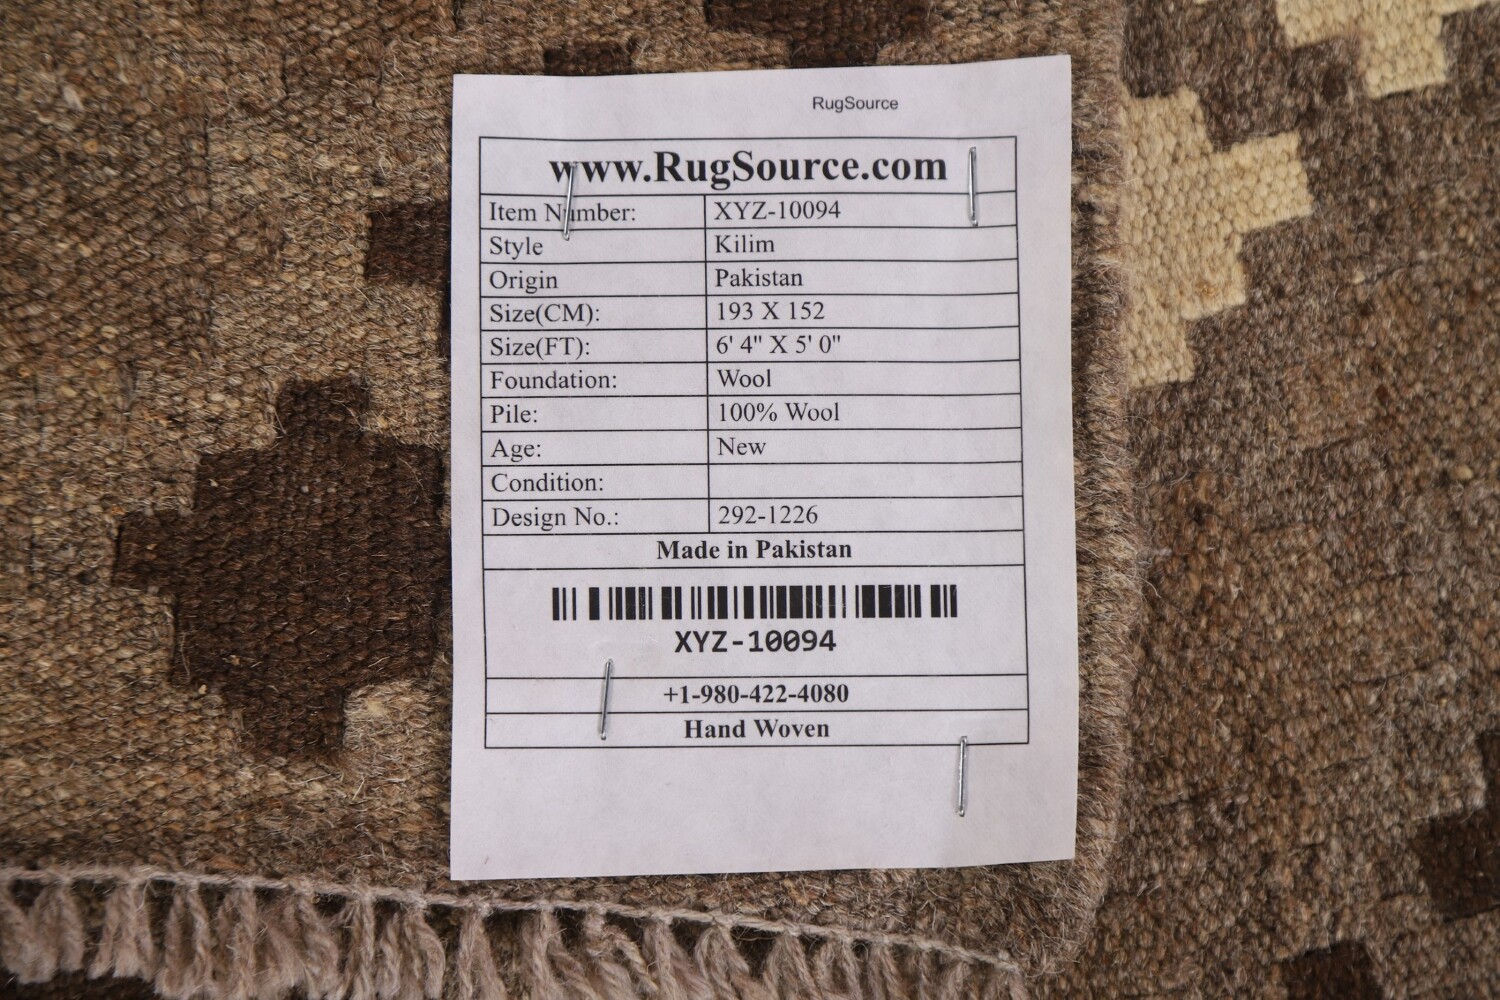 RugSource
www.RugSource.com
Item Number: XYZ-10094
Style Kilim
Origin Pakistan
Size(CM): 193 X 152
Size(FT): 6' 4" X 5' 0"
Foundation: Wool
Pile: 100% Wool
Age: New
Condition:
Design No.: 292-1226
Made in Pakistan
XYZ-10094
+1-980-422-4080
Hand Woven